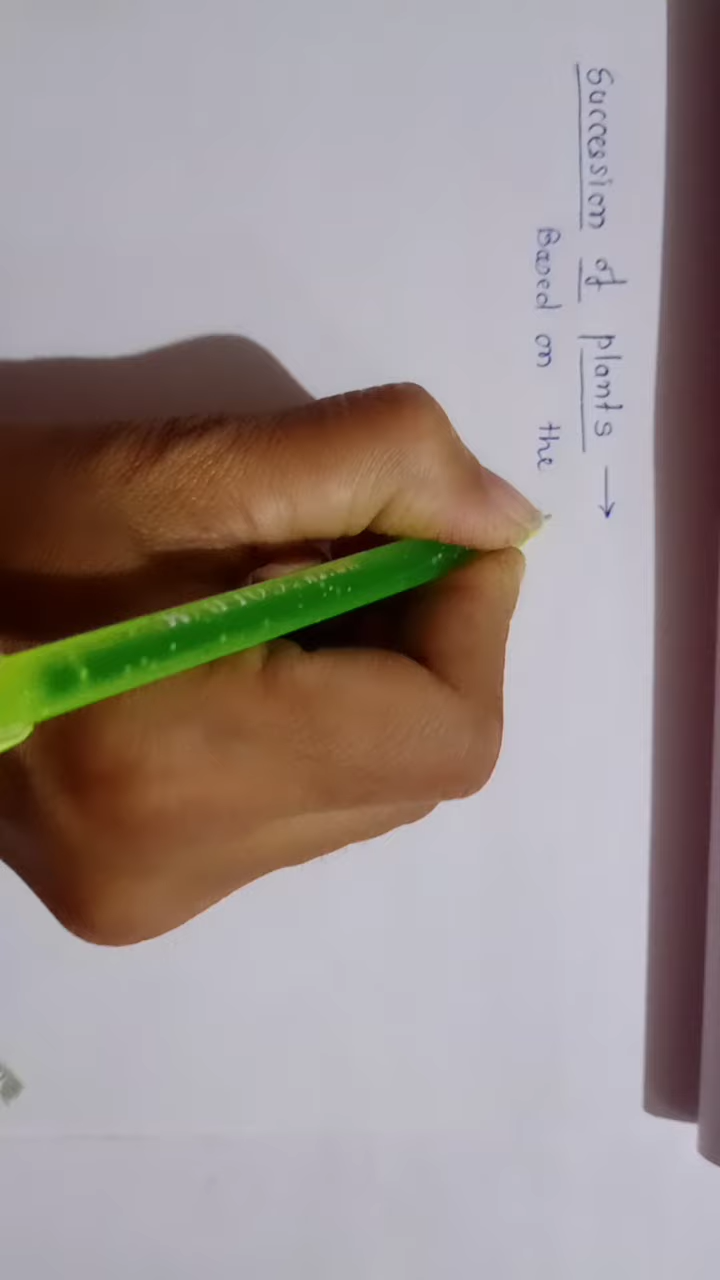 Succession of plants →
Based on the